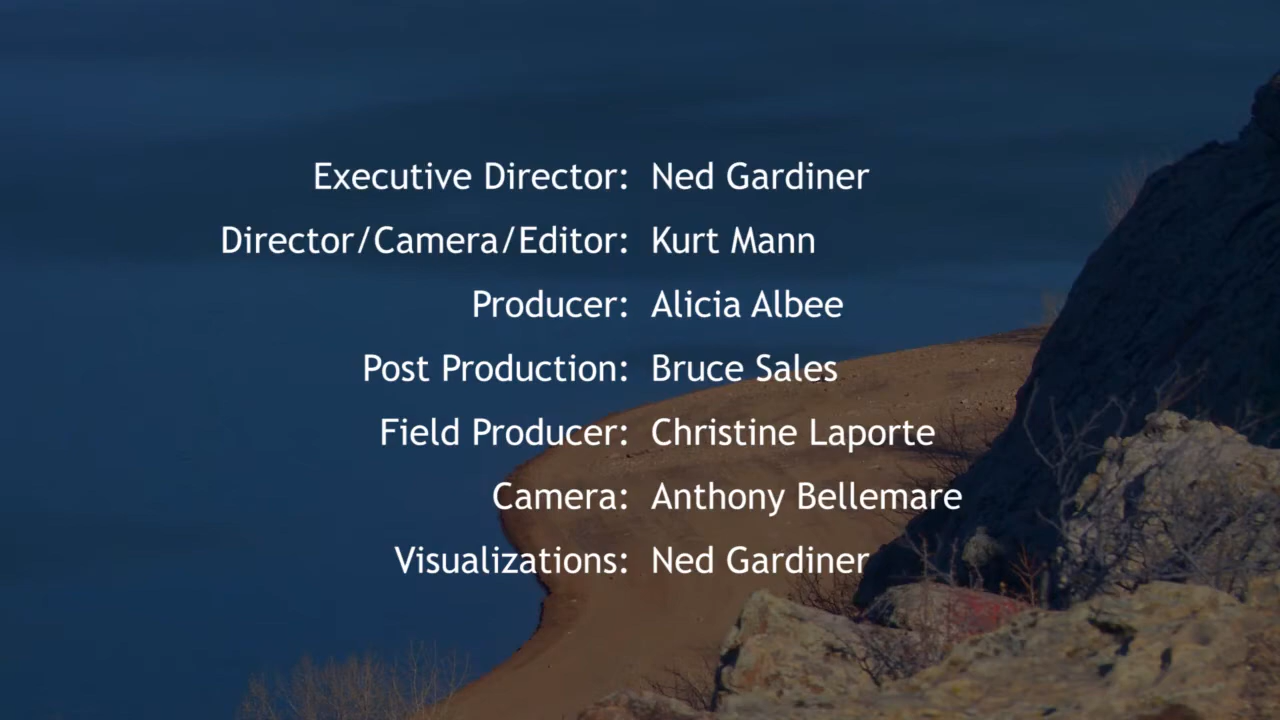 Executive Director: Ned Gardiner
Director/Camera/Editor: Kurt Mann
Producer: Alicia Albee
Post Production: Bruce Sales
Field Producer: Christine Laporte
Camera: Anthony Bellemare
Visualizations: Ned Gardiner